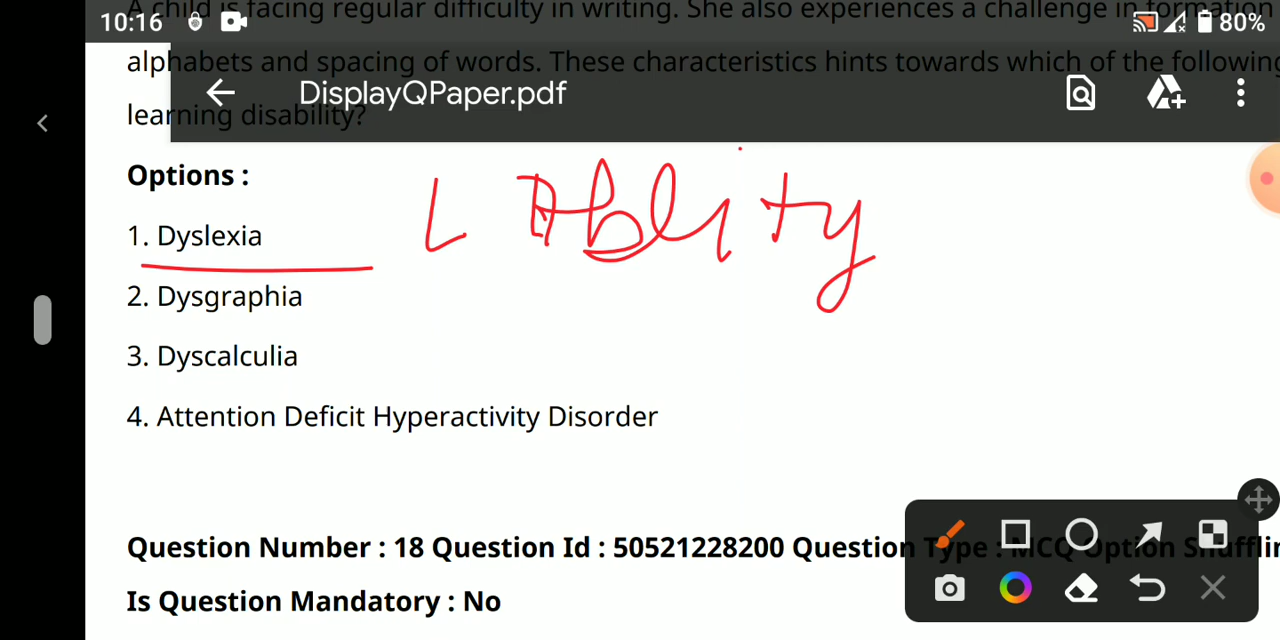 A child is facing regular difficulty in writing. She also experiences a challenge in formation
10:16 80%
alphabets and spacing of words. These characteristics hints towards which of the following
DisplayQPaper.pdf
learning disability?
Options :
L Ability
1. Dyslexia
2. Dysgraphia
3. Dyscalculia
4. Attention Deficit Hyperactivity Disorder
Question Number : 18 Question Id : 50521228200 Question Type : MCQ Option Shufflin
Is Question Mandatory : No